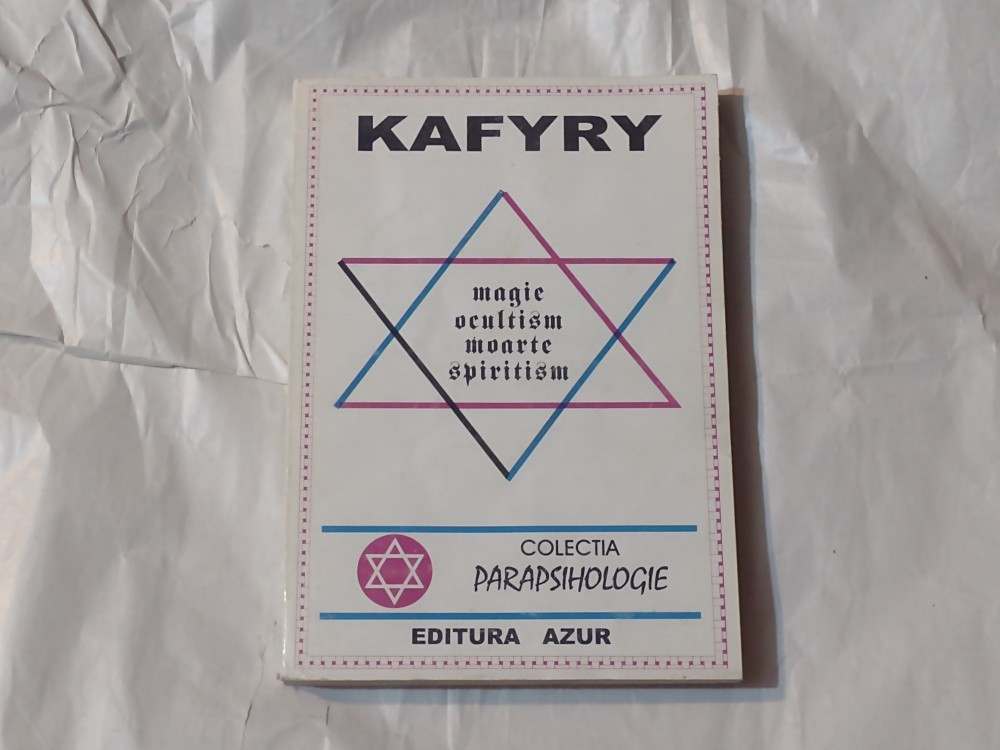 KAFYRY
magie
ocultism
moarte
spiritism
COLECTIA
PARAPSIHOLOGIE
EDITURA AZUR